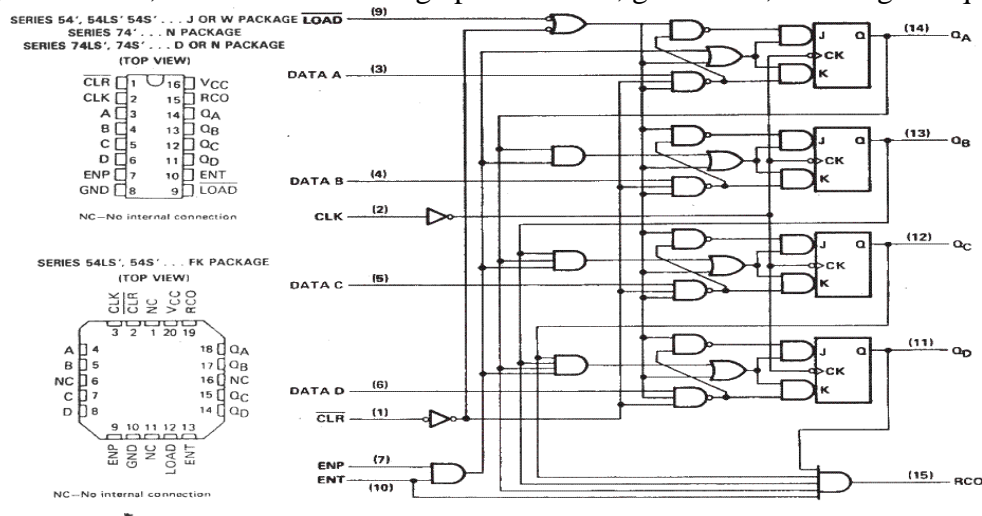 SERIES 54', 54LS' 54S' . . . J OR W PACKAGE
SERIES 74' . . . N PACKAGE
SERIES 74LS', 74S' . . . D OR N PACKAGE
(TOP VIEW)
CLR 1 16 VCC
CLK 2 15 RCO
A 3 14 QA
B 4 13 QB
C 5 12 QC
D 6 11 QD
ENP 7 10 ENT
GND 8 9 LOAD
NC—No internal connection
SERIES 54LS', 54S' . . . FK PACKAGE
(TOP VIEW)
CLK CLR NC VCC RCO
3 2 1 20 19
A 4 18 QA
B 5 17 QB
NC 6 16 NC
C 7 15 QC
D 8 14 QD
9 10 11 12 13
ENP GND NC LOAD ENT
NC—No internal connection
LOAD (9)
J Q (14) QA
CK
DATA A (3)
K
J Q (13) QB
CK
DATA B (4)
K
CLK (2)
J Q (12) QC
CK
DATA C (5)
K
J Q (11) QD
CK
DATA D (6)
K
CLR (1)
ENP (7)
ENT (10)
(15) RCO